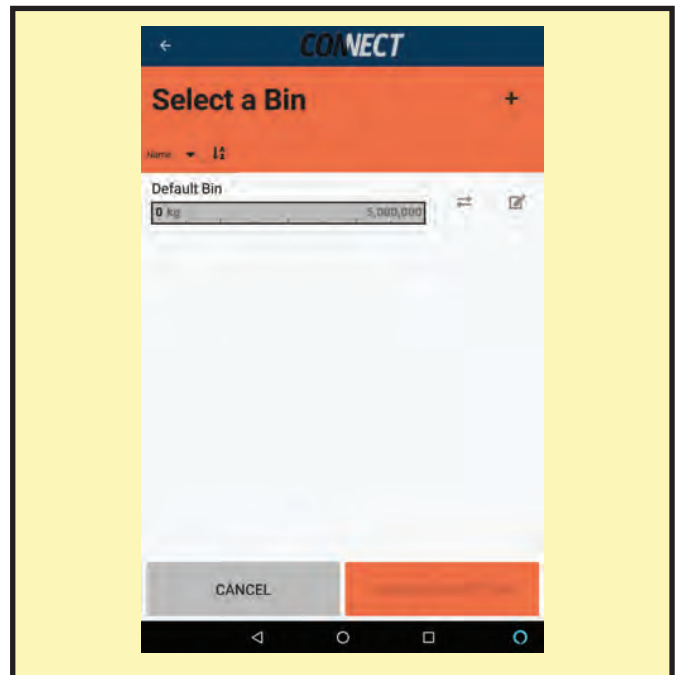 CONNECT
Select a Bin
+
Name
Default Bin
0 kg 5,000,000
CANCEL